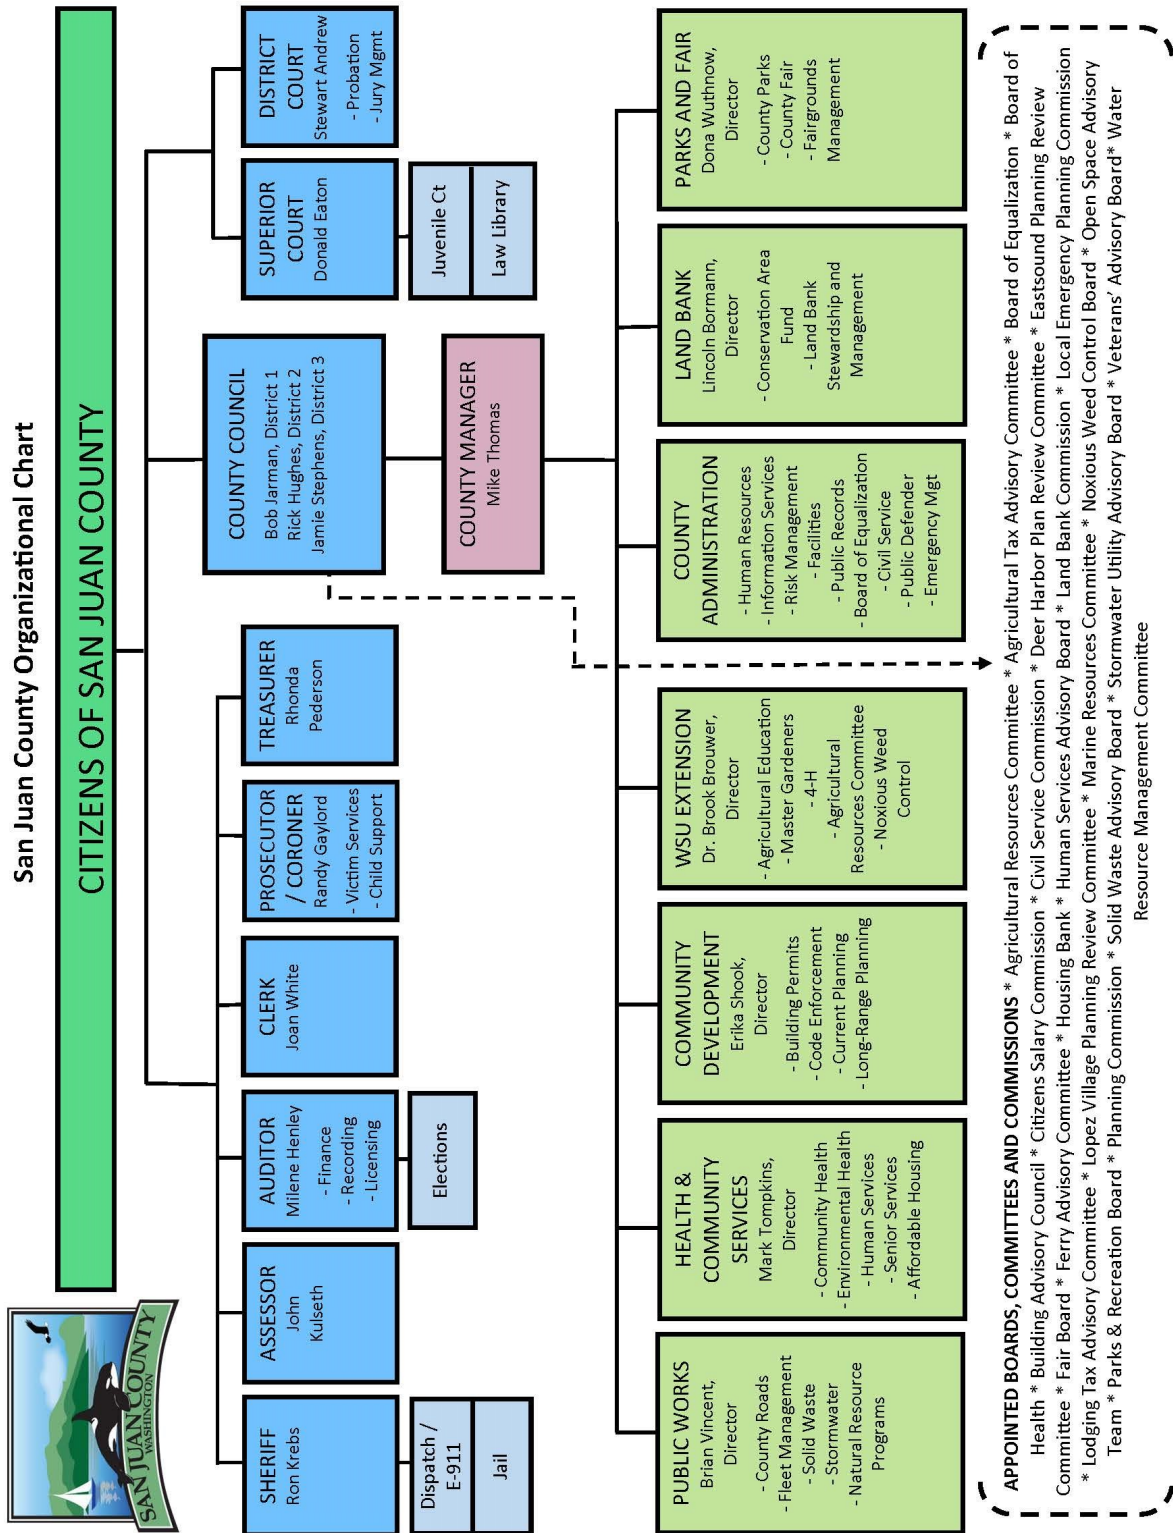 San Juan County Organizational Chart
SAN JUAN COUNTY
WASHINGTON
CITIZENS OF SAN JUAN COUNTY
SHERIFF
Ron Krebs
Dispatch /
E-911
Jail
ASSESSOR
John
Kulseth
AUDITOR
Milene Henley
- Finance
- Recording
- Licensing
Elections
CLERK
Joan White
PROSECUTOR
/ CORONER
Randy Gaylord
- Victim Services
- Child Support
TREASURER
Rhonda
Pederson
COUNTY COUNCIL
Bob Jarman, District 1
Rick Hughes, District 2
Jamie Stephens, District 3
COUNTY MANAGER
Mike Thomas
SUPERIOR
COURT
Donald Eaton
Juvenile Ct
Law Library
DISTRICT
COURT
Stewart Andrew
- Probation
- Jury Mgmt
PUBLIC WORKS
Brian Vincent,
Director
- County Roads
- Fleet Management
- Solid Waste
- Stormwater
- Natural Resource
Programs
HEALTH &
COMMUNITY
SERVICES
Mark Tompkins,
Director
- Community Health
- Environmental Health
- Human Services
- Senior Services
- Affordable Housing
COMMUNITY
DEVELOPMENT
Erika Shook,
Director
- Building Permits
- Code Enforcement
- Current Planning
- Long-Range Planning
WSU EXTENSION
Dr. Brook Brouwer,
Director
- Agricultural Education
- Master Gardeners
- 4-H
- Agricultural
Resources Committee
- Noxious Weed
Control
COUNTY
ADMINISTRATION
- Human Resources
- Information Services
- Risk Management
- Facilities
- Public Records
- Board of Equalization
- Civil Service
- Public Defender
- Emergency Mgt
LAND BANK
Lincoln Bormann,
Director
- Conservation Area
Fund
- Land Bank
Stewardship and
Management
PARKS AND FAIR
Dona Wuthnow,
Director
- County Parks
- County Fair
- Fairgrounds
Management
APPOINTED BOARDS, COMMITTEES AND COMMISSIONS * Agricultural Resources Committee * Agricultural Tax Advisory Committee * Board of Equalization * Board of
Health * Building Advisory Council * Citizens Salary Commission * Civil Service Commission * Deer Harbor Plan Review Committee * Eastsound Planning Review
Committee * Fair Board * Ferry Advisory Committee * Housing Bank * Human Services Advisory Board * Land Bank Commission * Local Emergency Planning Commission
* Lodging Tax Advisory Committee * Lopez Village Planning Review Committee * Marine Resources Committee * Noxious Weed Control Board * Open Space Advisory
Team * Parks & Recreation Board * Planning Commission * Solid Waste Advisory Board * Stormwater Utility Advisory Board * Veterans' Advisory Board* Water
Resource Management Committee